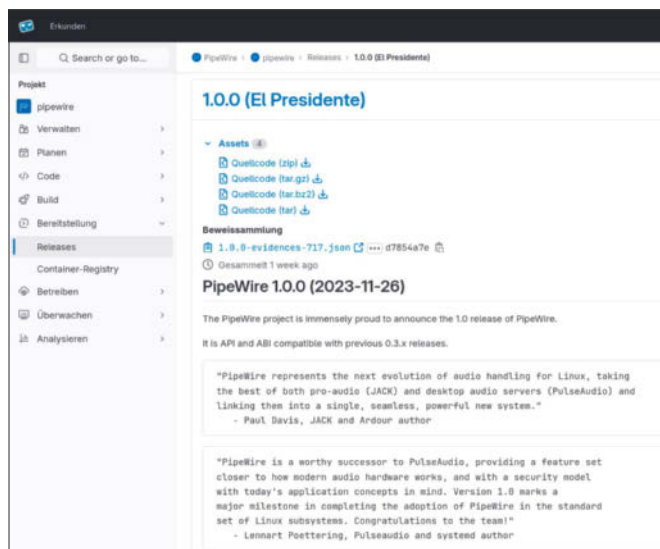 Erkunden
Search or go to...
Projekt
pipewire
Verwalten
Planen
Code
Build
Bereitstellung
Releases
Container-Registry
Betreiben
Überwachen
Analysieren
PipeWire › pipewire › Releases › 1.0.0 (El Presidente)
1.0.0 (El Presidente)
Assets 4
Quellcode (zip)
Quellcode (tar.gz)
Quellcode (tar.bz2)
Quellcode (tar)
Beweissammlung
1.0.0-evidences-717.json d7854a7e
Gesammelt 1 week ago
PipeWire 1.0.0 (2023-11-26)
The PipeWire project is immensely proud to announce the 1.0 release of PipeWire.
It is API and ABI compatible with previous 0.3.x releases.
"PipeWire represents the next evolution of audio handling for Linux, taking
the best of both pro-audio (JACK) and desktop audio servers (PulseAudio) and
linking them into a single, seamless, powerful new system."
- Paul Davis, JACK and Ardour author
"PipeWire is a worthy successor to PulseAudio, providing a feature set
closer to how modern audio hardware works, and with a security model
with today's application concepts in mind. Version 1.0 marks a
major milestone in completing the adoption of PipeWire in the standard
set of Linux subsystems. Congratulations to the team!"
- Lennart Poettering, Pulseaudio and systemd author